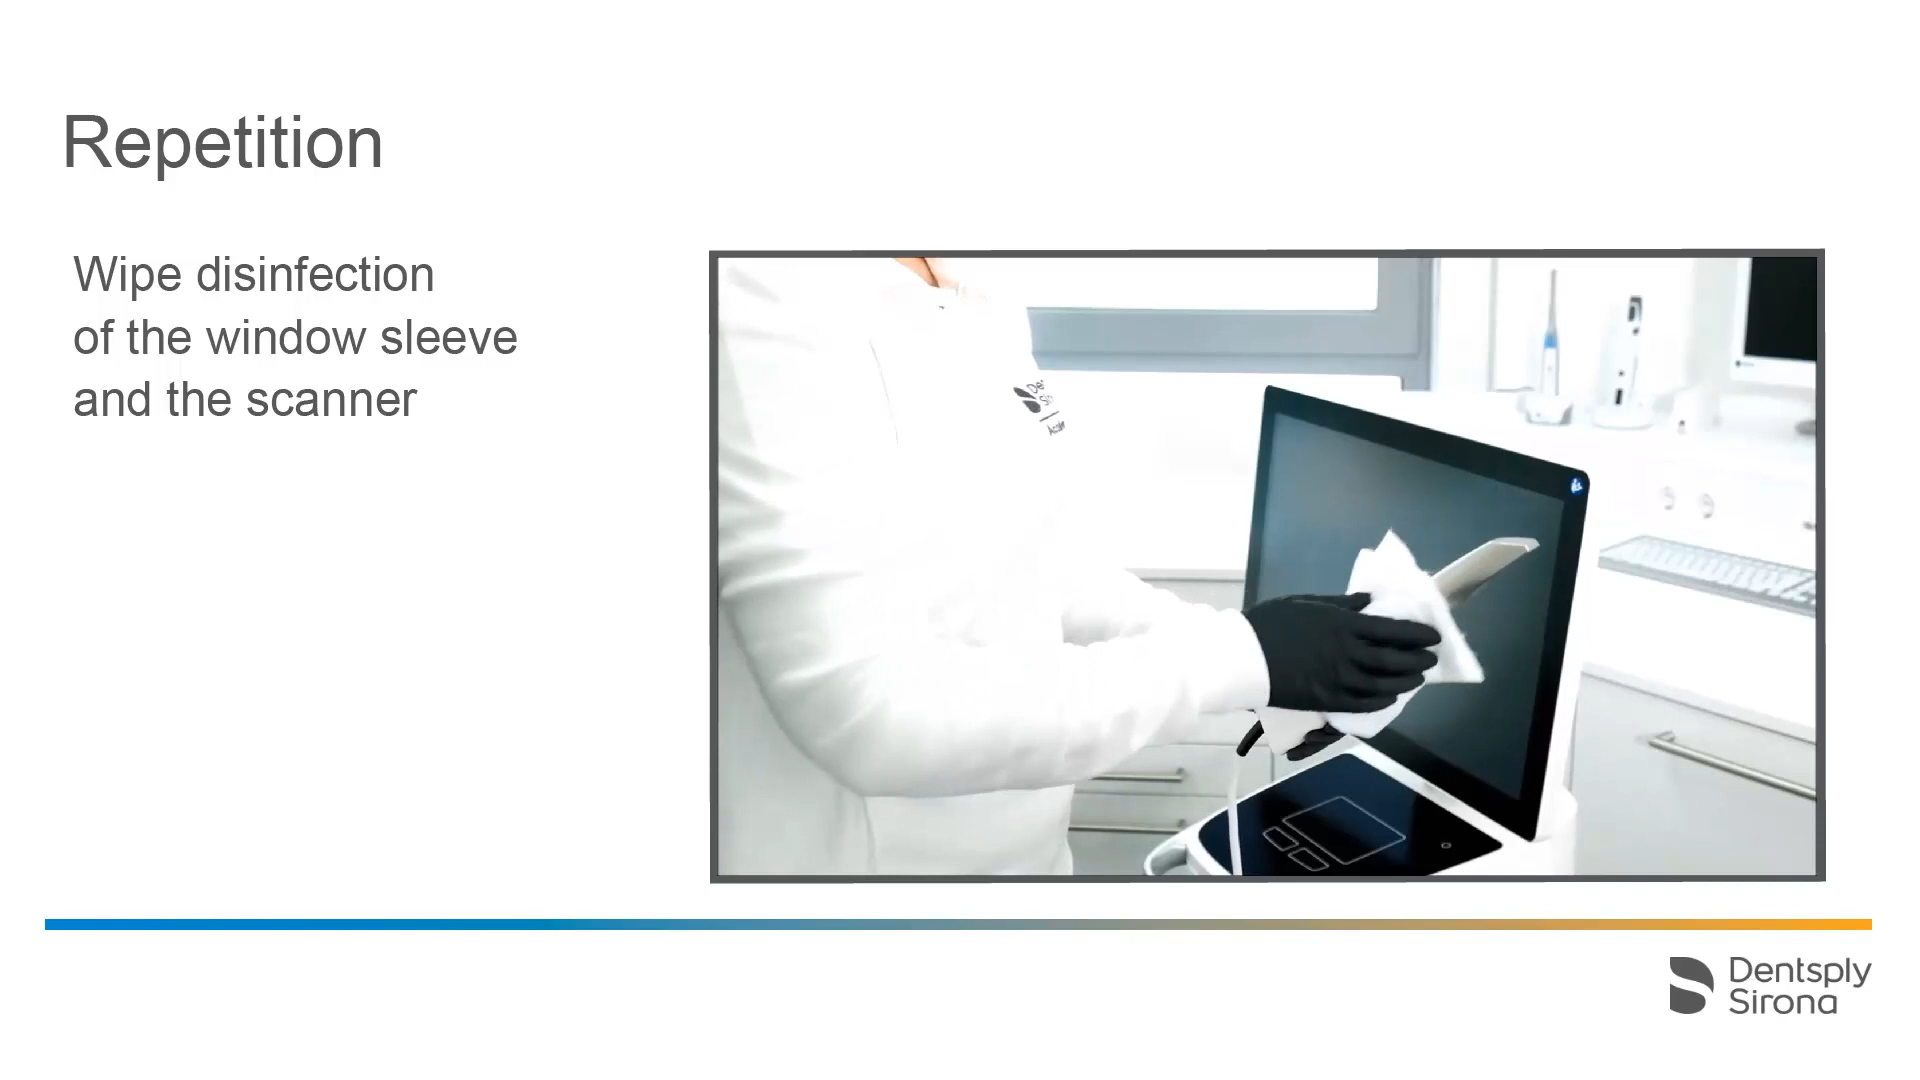 Repetition
Wipe disinfection
of the window sleeve
and the scanner
Dentsply
Sirona